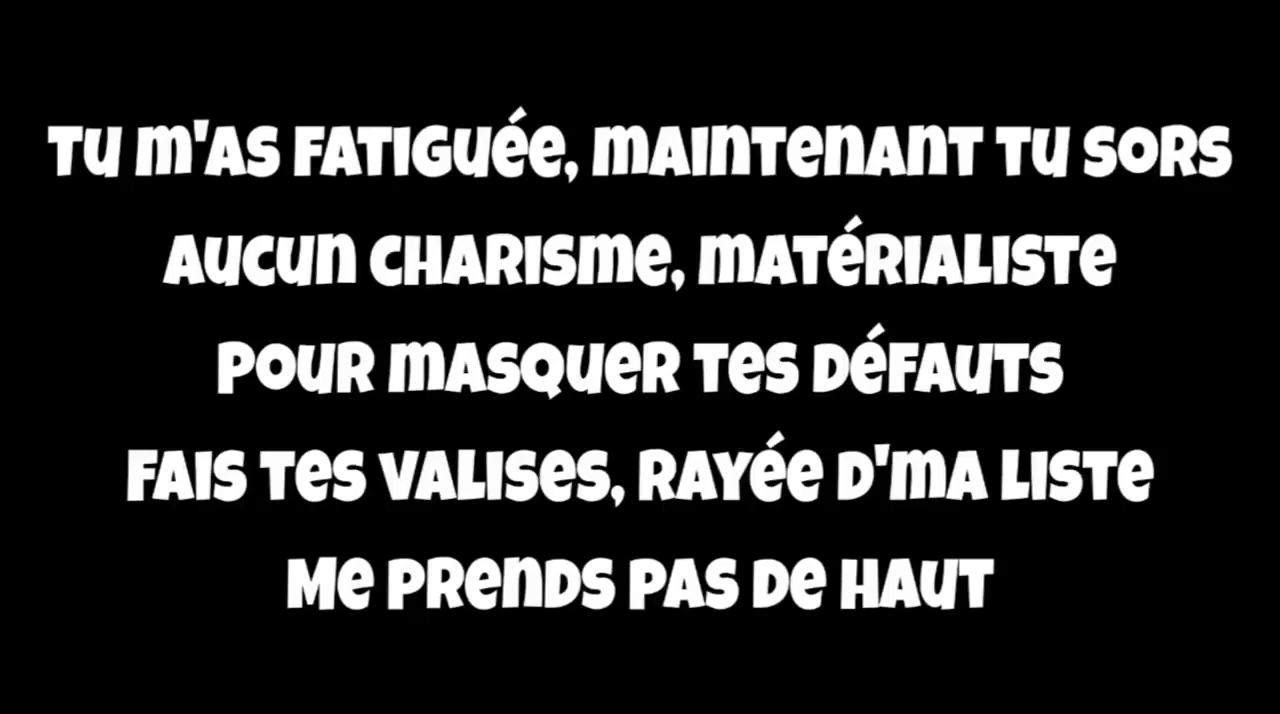 Tu m'as fatiguée, maintenant tu sors
Aucun charisme, matérialiste
Pour masquer tes défauts
Fais tes valises, rayée d'ma liste
Me prends pas de haut